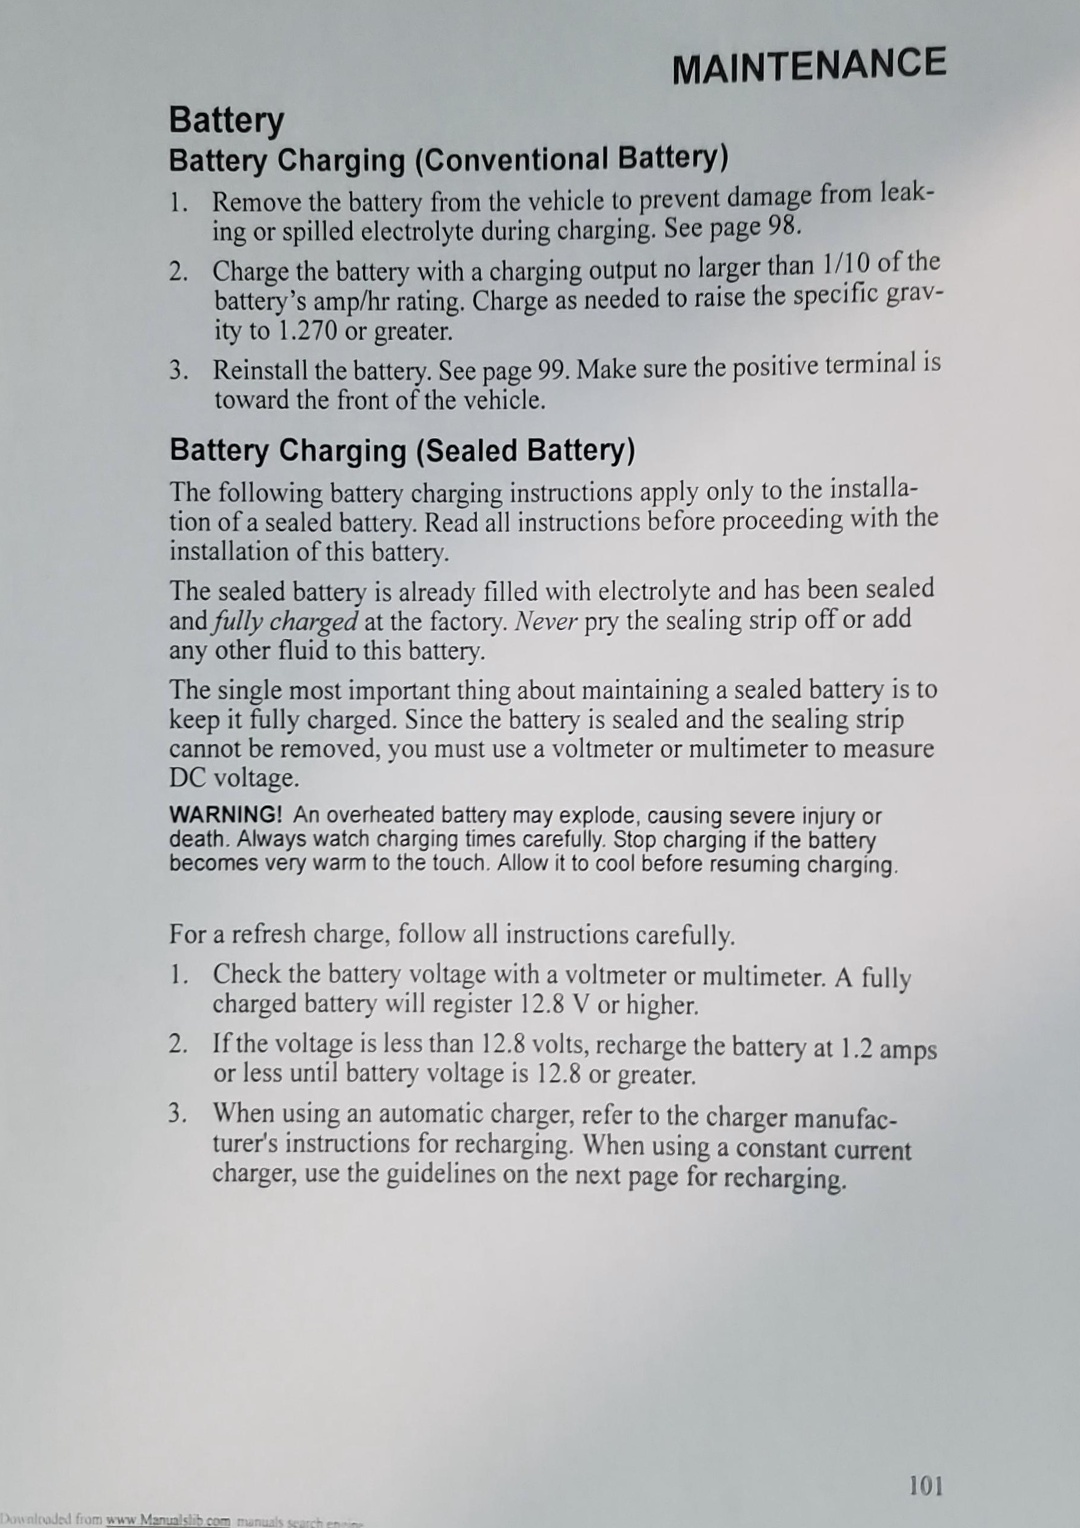 MAINTENANCE
Battery
Battery Charging (Conventional Battery)
1. Remove the battery from the vehicle to prevent damage from leak-
ing or spilled electrolyte during charging. See page 98.
2. Charge the battery with a charging output no larger than 1/10 of the
battery's amp/hr rating. Charge as needed to raise the specific grav-
ity to 1.270 or greater.
3. Reinstall the battery. See page 99. Make sure the positive terminal is
toward the front of the vehicle.
Battery Charging (Sealed Battery)
The following battery charging instructions apply only to the installa-
tion of a sealed battery. Read all instructions before proceeding with the
installation of this battery.
The sealed battery is already filled with electrolyte and has been sealed
and fully charged at the factory. Never pry the sealing strip off or add
any other fluid to this battery.
The single most important thing about maintaining a sealed battery is to
keep it fully charged. Since the battery is sealed and the sealing strip
cannot be removed, you must use a voltmeter or multimeter to measure
DC voltage.
WARNING! An overheated battery may explode, causing severe injury or
death. Always watch charging times carefully. Stop charging if the battery
becomes very warm to the touch. Allow it to cool before resuming charging.
For a refresh charge, follow all instructions carefully.
1. Check the battery voltage with a voltmeter or multimeter. A fully
charged battery will register 12.8 V or higher.
2. If the voltage is less than 12.8 volts, recharge the battery at 1.2 amps
or less until battery voltage is 12.8 or greater.
3. When using an automatic charger, refer to the charger manufac-
turer's instructions for recharging. When using a constant current
charger, use the guidelines on the next page for recharging.
101
Downloaded from www.Manualslib.com manuals search engine